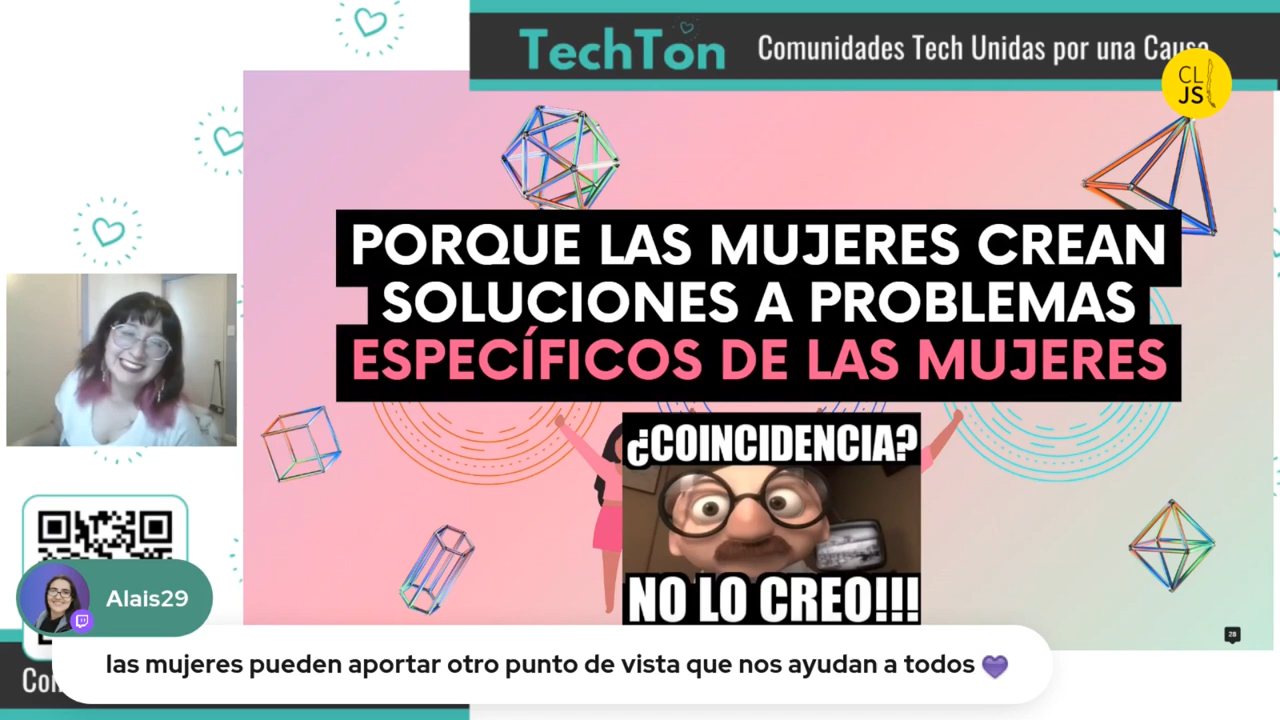 TechTon
Comunidades Tech Unidas por una Causa
CL
JS
PORQUE LAS MUJERES CREAN
SOLUCIONES A PROBLEMAS
ESPECÍFICOS DE LAS MUJERES
¿COINCIDENCIA?
NO LO CREO!!!
28
Alais29
las mujeres pueden aportar otro punto de vista que nos ayudan a todos 💜